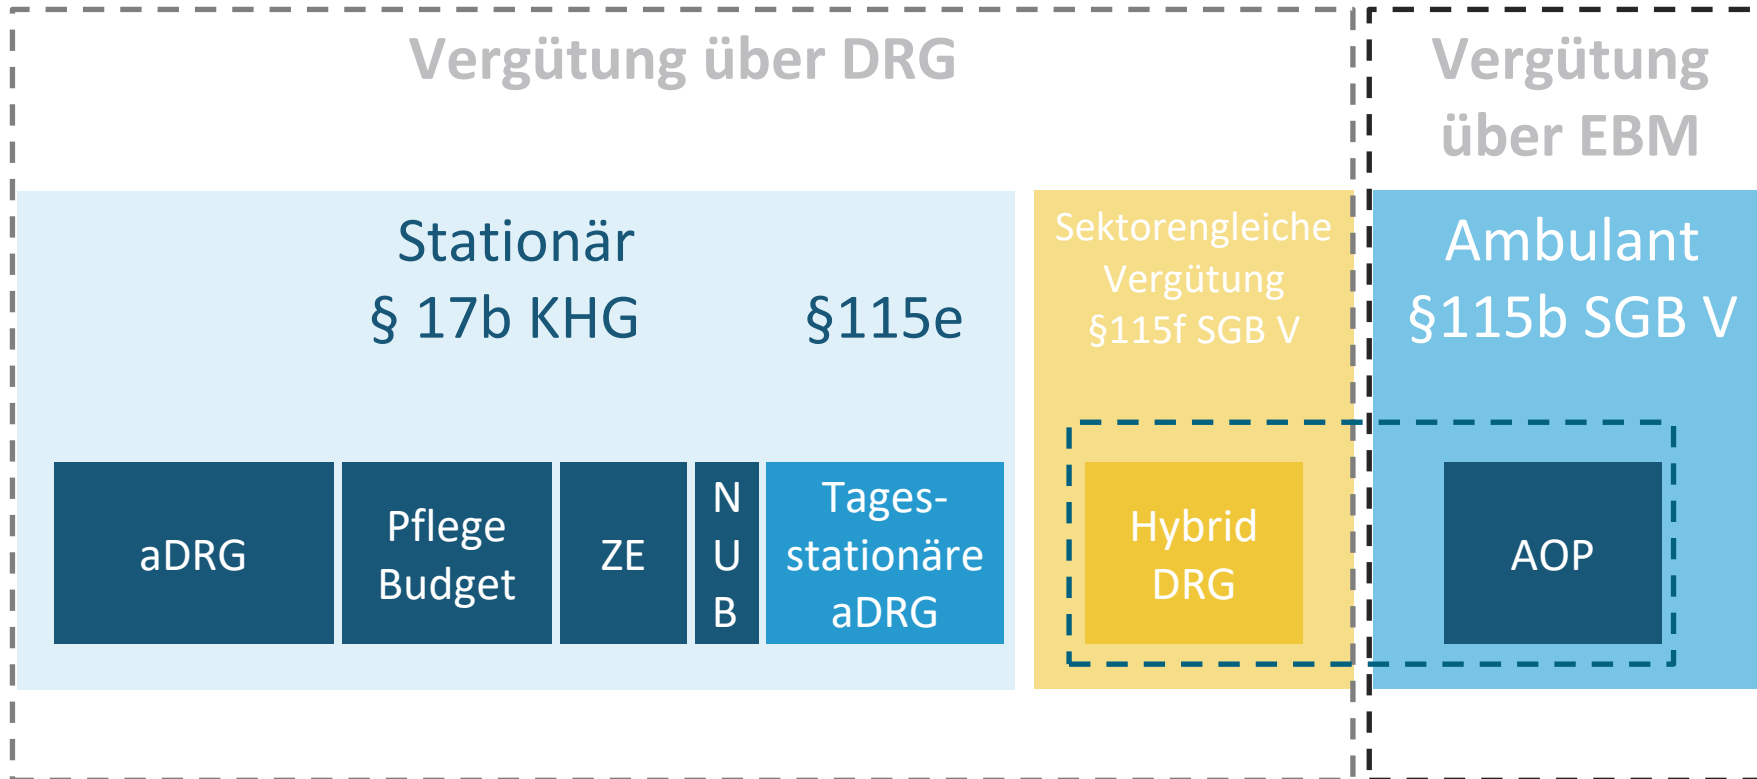 Vergütung über DRG
Vergütung
über EBM
Stationär
§ 17b KHG
§115e
Sektorengleiche
Vergütung
§115f SGB V
Ambulant
§115b SGB V
aDRG
Pflege
Budget
ZE
N
U
B
Tages-
stationäre
aDRG
Hybrid
DRG
AOP